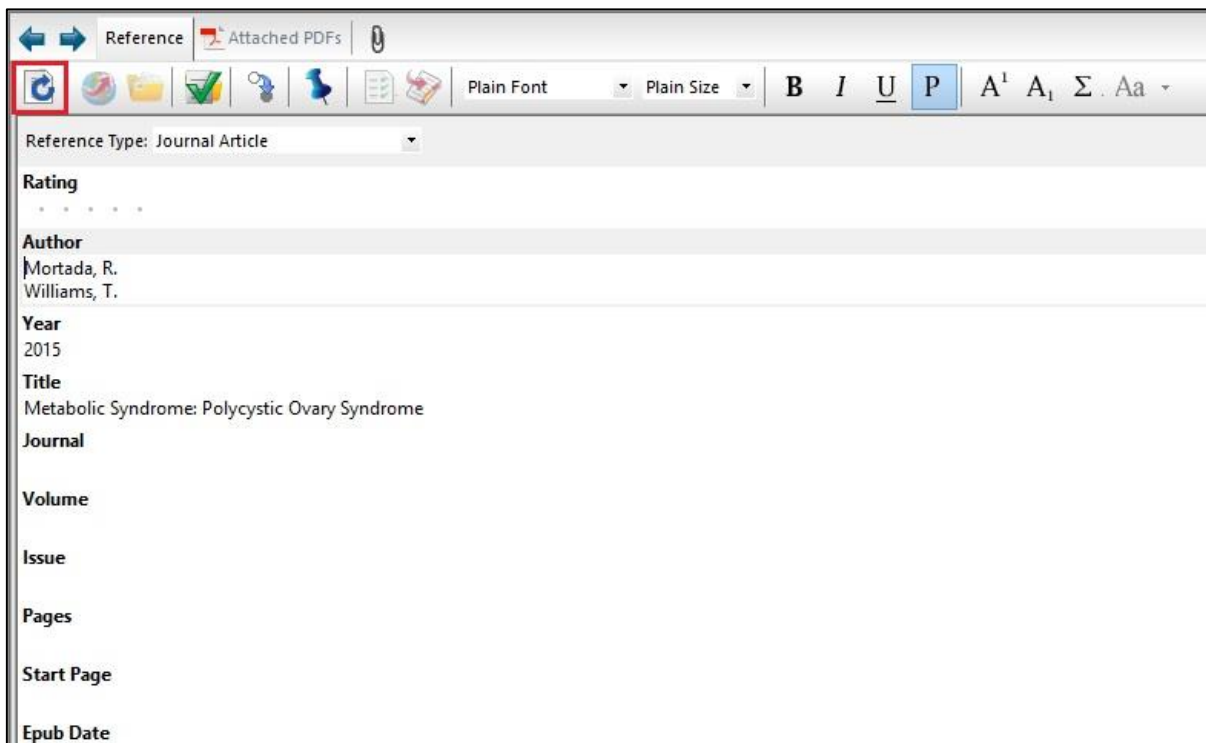 Reference Attached PDFs
Plain Font Plain Size B I U P A¹ A₁ Σ Aa
Reference Type: Journal Article
Rating
Author
Mortada, R.
Williams, T.
Year
2015
Title
Metabolic Syndrome: Polycystic Ovary Syndrome
Journal
Volume
Issue
Pages
Start Page
Epub Date